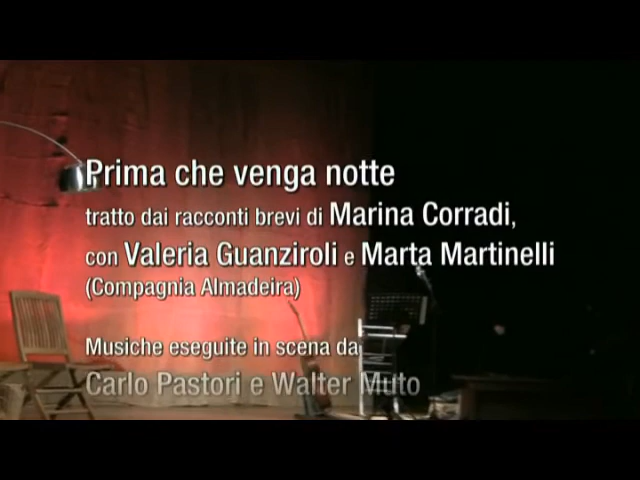 Prima che venga notte
tratto dai racconti brevi di Marina Corradi,
con Valeria Guanziroli e Marta Martinelli
(Compagnia Almadeira)
Musiche eseguite in scena da
Carlo Pastori e Walter Muto